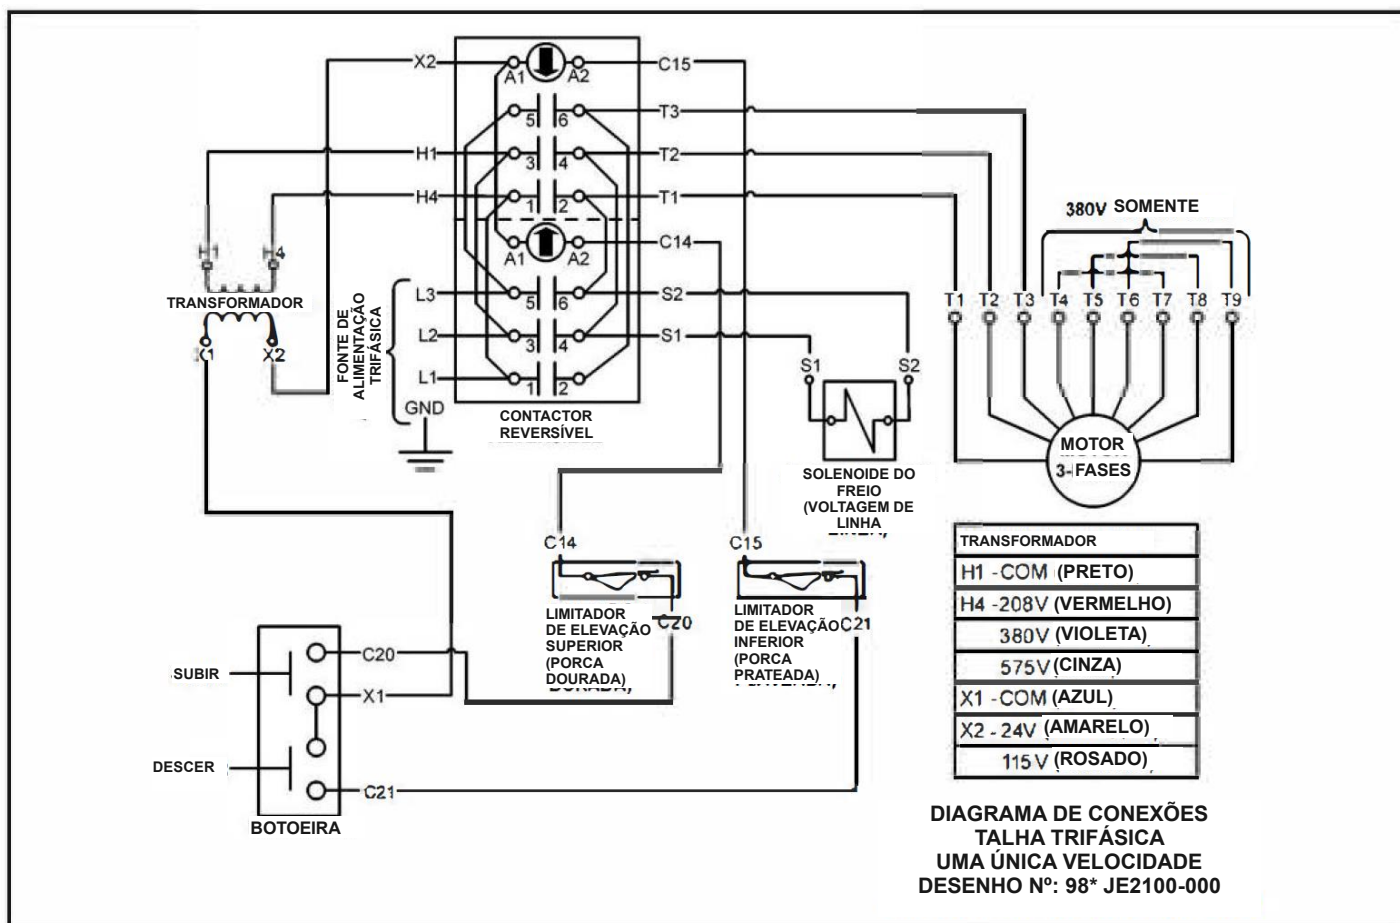 X2
A1
A2
C15
5
6
T3
H1
3
4
T2
H4
1
2
T1
A1
A2
C14
L3
5
6
S2
L2
3
4
S1
L1
1
2
GND
FONTE DE
ALIMENTAÇÃO
TRIFÁSICA
CONTACTOR
REVERSÍVEL
H1
H4
TRANSFORMADOR
X1
X2
S1
S2
SOLENOIDE DO
FREIO
(VOLTAGEM DE
LINHA
380V SOMENTE
T1 T2 T3 T4 T5 T6 T7 T8 T9
MOTOR
3- FASES
C14
LIMITADOR
DE ELEVAÇÃO
SUPERIOR
(PORCA
DOURADA)
C20
C15
LIMITADOR
DE ELEVAÇÃO
INFERIOR
(PORCA
PRATEADA)
C21
SUBIR
C20
X1
DESCER
C21
BOTOEIRA
TRANSFORMADOR
H1 -COM (PRETO)
H4 -208V (VERMELHO)
380V (VIOLETA)
575V (CINZA)
X1 -COM (AZUL)
X2 - 24V (AMARELO)
115V (ROSADO)
DIAGRAMA DE CONEXÕES
TALHA TRIFÁSICA
UMA ÚNICA VELOCIDADE
DESENHO Nº: 98* JE2100-000